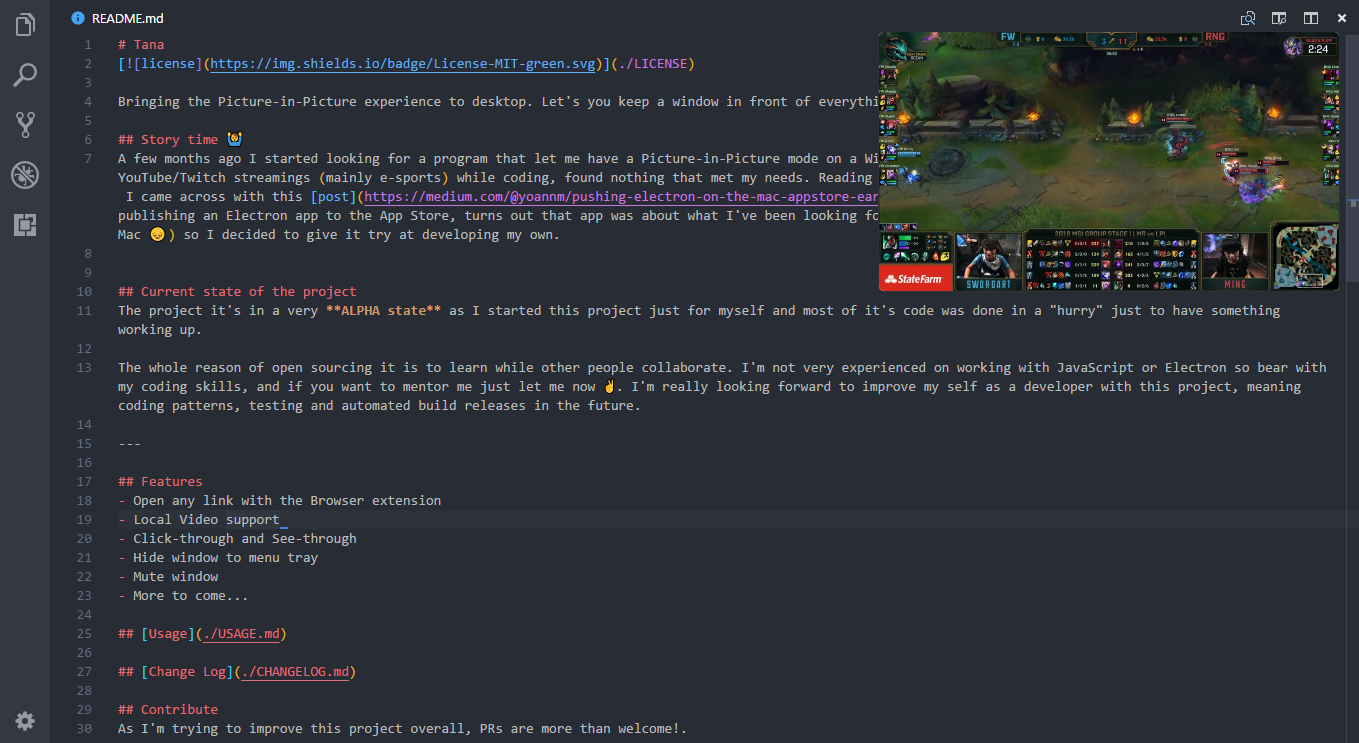 README.md
1 # Tana
2 [![license](https://img.shields.io/badge/License-MIT-green.svg)](./LICENSE)
3
4 Bringing the Picture-in-Picture experience to desktop. Let's you keep a window in front of everythi
5
6 ## Story time 🙆‍♂️
7 A few months ago I started looking for a program that let me have a Picture-in-Picture mode on a Wi
YouTube/Twitch streamings (mainly e-sports) while coding, found nothing that met my needs. Reading
I came across with this [post](https://medium.com/@yoannm/pushing-electron-on-the-mac-appstore-ear
publishing an Electron app to the App Store, turns out that app was about what I've been looking fo
Mac 😞) so I decided to give it try at developing my own.
8
9
10 ## Current state of the project
11 The project it's in a very **ALPHA state** as I started this project just for myself and most of it's code was done in a "hurry" just to have something
working up.
12
13 The whole reason of open sourcing it is to learn while other people collaborate. I'm not very experienced on working with JavaScript or Electron so bear with
my coding skills, and if you want to mentor me just let me now ✌. I'm really looking forward to improve my self as a developer with this project, meaning
coding patterns, testing and automated build releases in the future.
14
15 ---
16
17 ## Features
18 - Open any link with the Browser extension
19 - Local Video support_
20 - Click-through and See-through
21 - Hide window to menu tray
22 - Mute window
23 - More to come...
24
25 ## [Usage](./USAGE.md)
26
27 ## [Change Log](./CHANGELOG.md)
28
29 ## Contribute
30 As I'm trying to improve this project overall, PRs are more than welcome!.
FW 3 11 RNG
2:24
2018 MSI GROUP STAGE | LMS vs LPL
StateFarm
SWORDART
MING